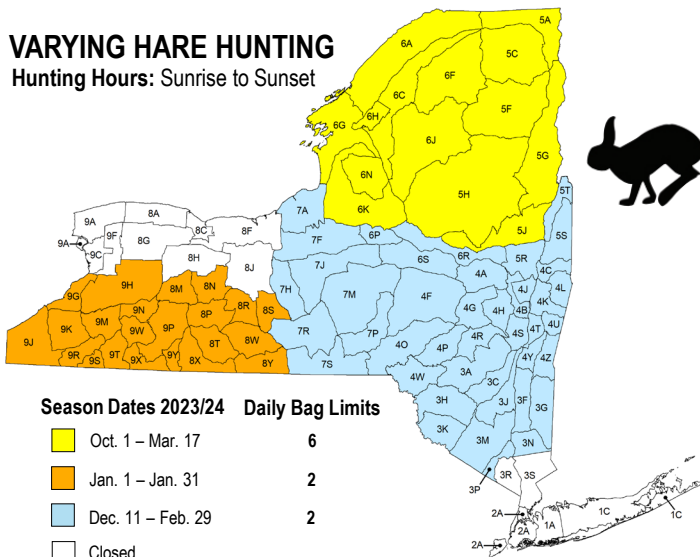 VARYING HARE HUNTING
Hunting Hours: Sunrise to Sunset
5A
6A
5C
6F
6C
5F
6H
6G
6J
5G
6N
5H
5T
6K
7A
8A
9A
5J
5S
8C
8F
9F
6P
7F
9A
8G
6R
5R
9C
8H
6S
7J
8J
4C
4A
9H
8M
8N
7H
4J
4L
9G
7M
4F
4K
8R
8S
9N
8P
4G
4H
4B
9M
9K
9W
9P
7R
7P
4R
4S
4T
4U
9J
8T
8W
4O
4P
9R
9S
9T
9X
9Y
8X
8Y
7S
4Y
4Z
4W
3A
3C
3H
3J
3F
3G
3K
3M
3N
Season Dates 2023/24 Daily Bag Limits
Oct. 1 – Mar. 17 6
Jan. 1 – Jan. 31 2
Dec. 11 – Feb. 29 2
Closed
3R
3S
3P
2A
1C
1C
2A
1A
2A